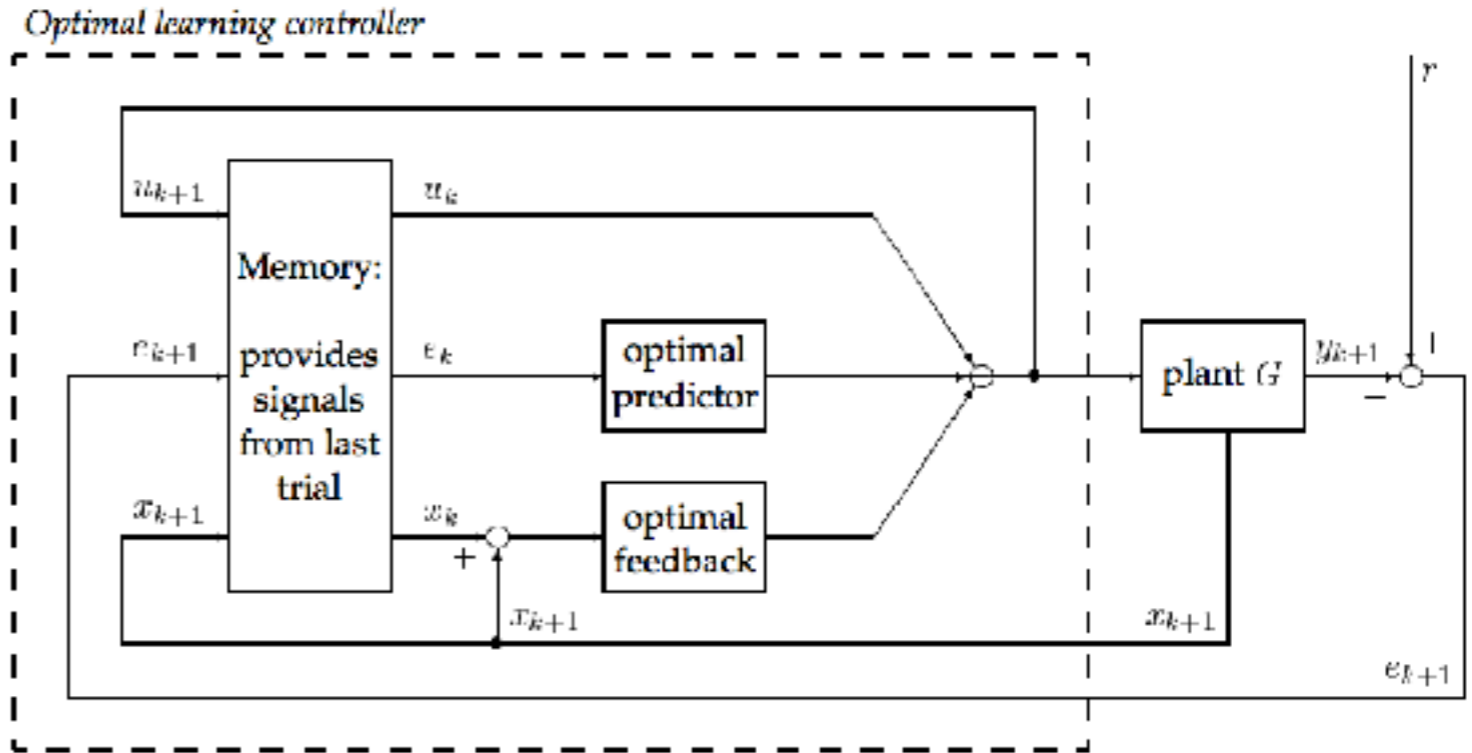 Optimal learning controller
r
u_{k+1}
u_k
Memory:
provides
signals
from last
trial
e_{k+1}
e_k
optimal
predictor
plant G
y_{k+1}
+
−
x_{k+1}
x_k
+
optimal
feedback
x_{k+1}
x_{k+1}
e_{k+1}